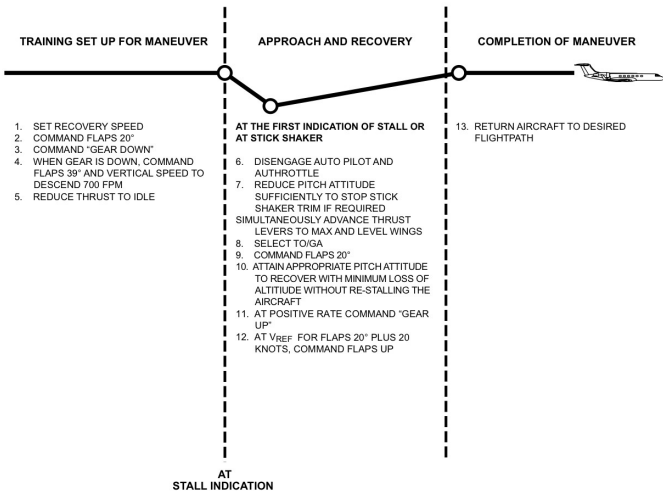 TRAINING SET UP FOR MANEUVER
1. SET RECOVERY SPEED
2. COMMAND FLAPS 20°
3. COMMAND “GEAR DOWN”
4. WHEN GEAR IS DOWN, COMMAND
FLAPS 39° AND VERTICAL SPEED TO
DESCEND 700 FPM
5. REDUCE THRUST TO IDLE
APPROACH AND RECOVERY
AT THE FIRST INDICATION OF STALL OR
AT STICK SHAKER
6. DISENGAGE AUTO PILOT AND
AUTHROTTLE
7. REDUCE PITCH ATTITUDE
SUFFICIENTLY TO STOP STICK
SHAKER TRIM IF REQUIRED
SIMULTANEOUSLY ADVANCE THRUST
LEVERS TO MAX AND LEVEL WINGS
8. SELECT TO/GA
9. COMMAND FLAPS 20°
10. ATTAIN APPROPRIATE PITCH ATTITUDE
TO RECOVER WITH MINIMUM LOSS OF
ALTITIUDE WITHOUT RE-STALLING THE
AIRCRAFT
11. AT POSITIVE RATE COMMAND “GEAR
UP”
12. AT VREF FOR FLAPS 20° PLUS 20
KNOTS, COMMAND FLAPS UP
COMPLETION OF MANEUVER
13. RETURN AIRCRAFT TO DESIRED
FLIGHTPATH
AT
STALL INDICATION